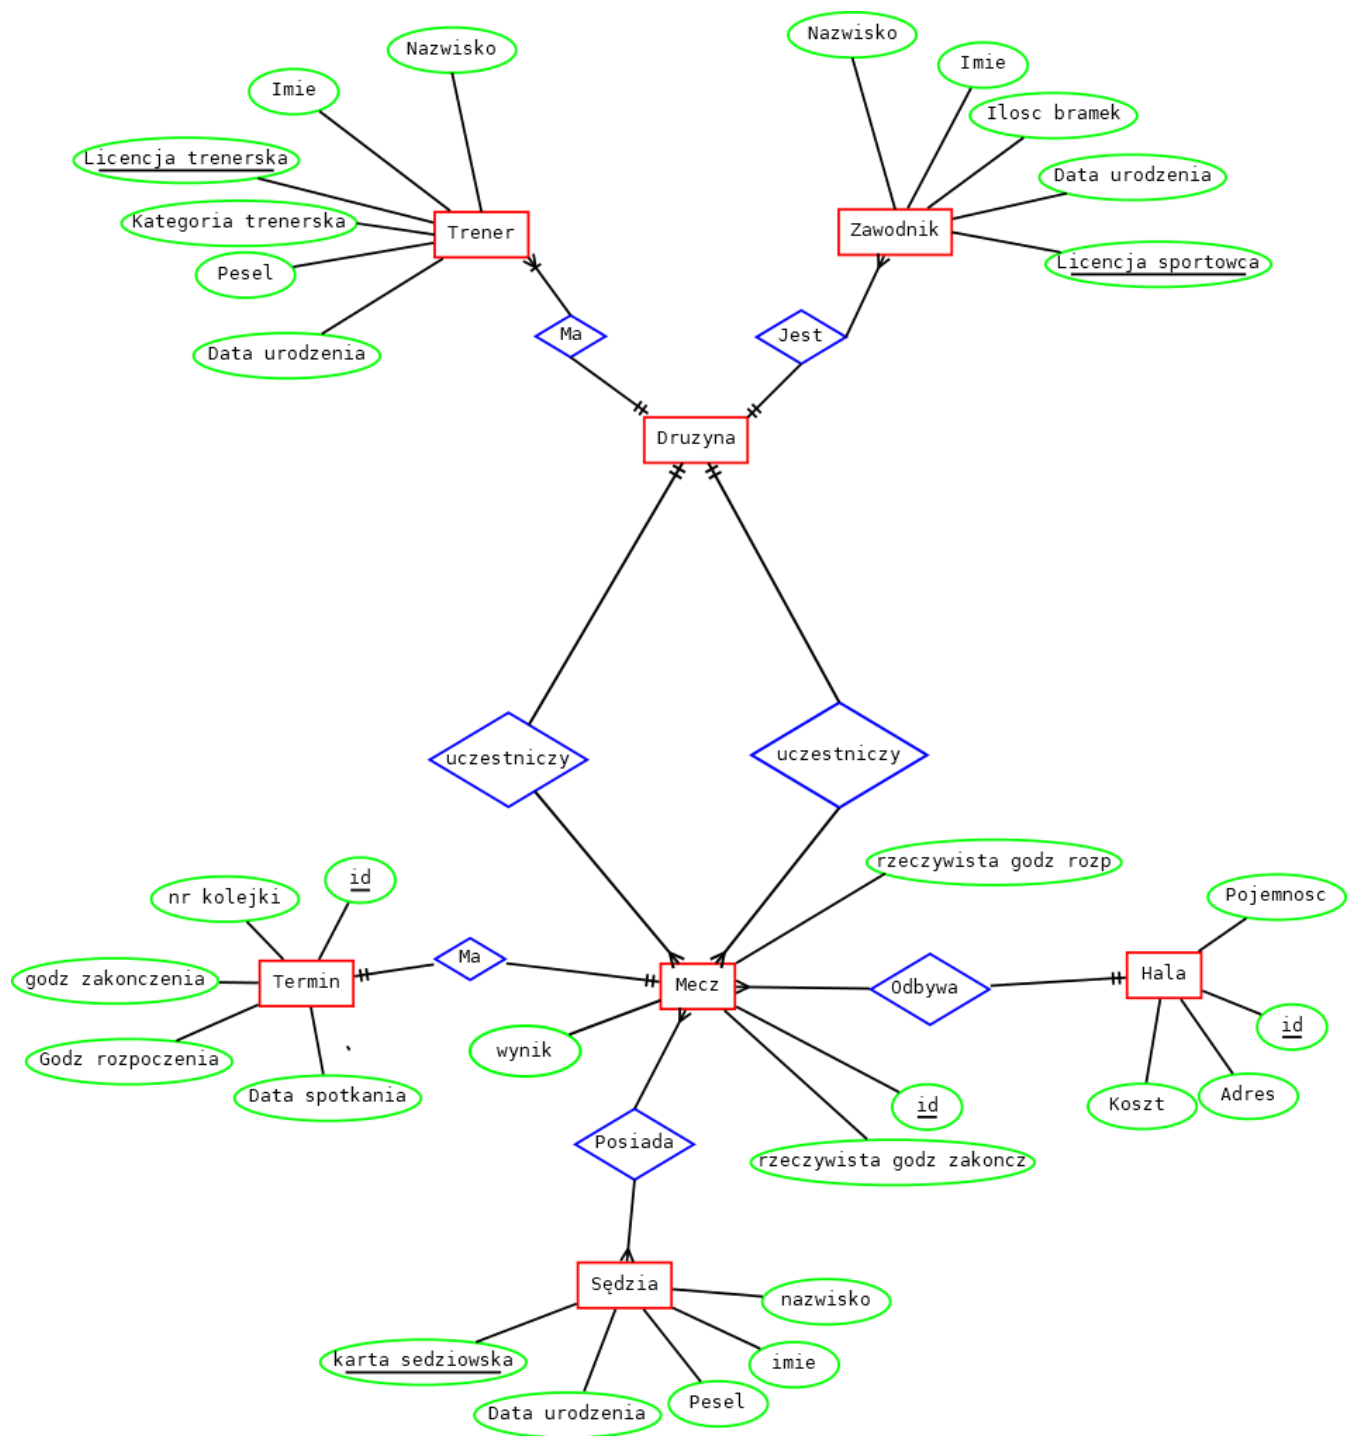 Nazwisko
Nazwisko
Imie
Imie
Ilosc bramek
Licencja trenerska
Data urodzenia
Kategoria trenerska
Trener
Zawodnik
Pesel
Licencja sportowca
Ma
Jest
Data urodzenia
Druzyna
uczestniczy
uczestniczy
rzeczywista godz rozp
id
nr kolejki
Pojemnosc
Ma
godz zakonczenia
Termin
Mecz
Odbywa
Hala
id
wynik
Godz rozpoczenia
Data spotkania
id
Koszt
Adres
Posiada
rzeczywista godz zakoncz
Sędzia
nazwisko
karta sedziowska
imie
Pesel
Data urodzenia